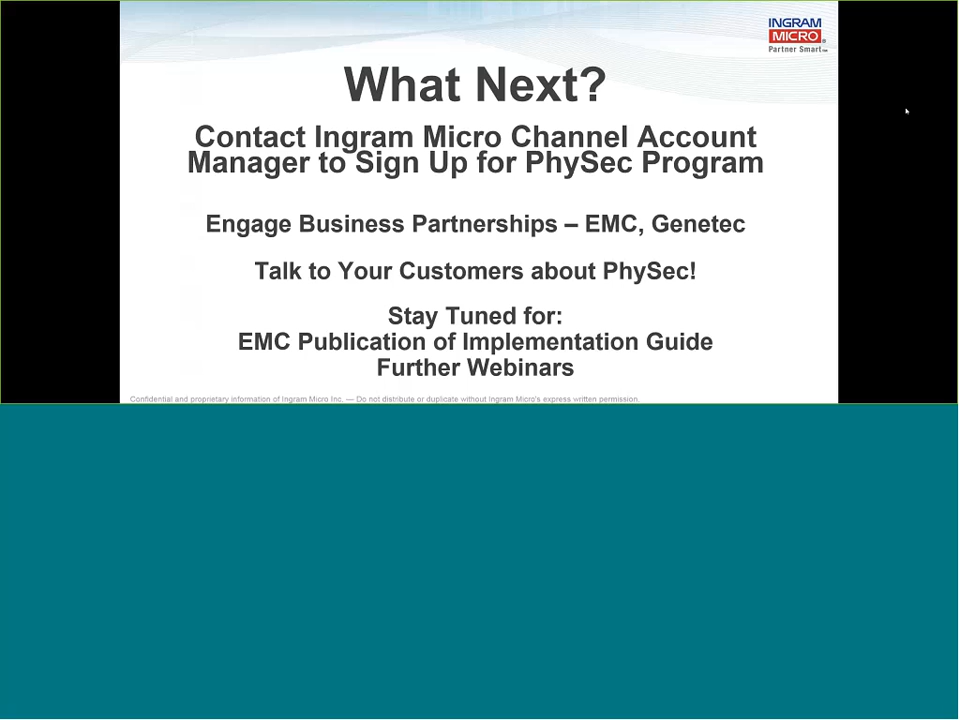 INGRAM
MICRO
Partner Smart
What Next?
Contact Ingram Micro Channel Account
Manager to Sign Up for PhySec Program
Engage Business Partnerships – EMC, Genetec
Talk to Your Customers about PhySec!
Stay Tuned for:
EMC Publication of Implementation Guide
Further Webinars
Confidential and proprietary information of Ingram Micro Inc. — Do not distribute or duplicate without Ingram Micro's express written permission.